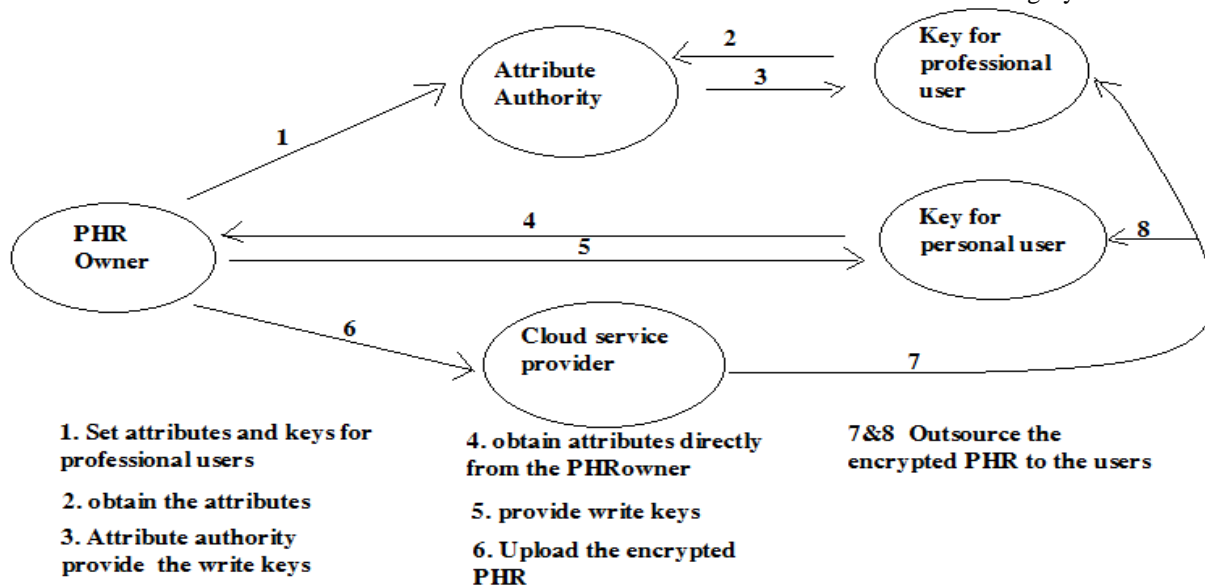 2
Key for
professional
user
Attribute
Authority
3
1
PHR
Owner
4
5
Key for
personal user
8
6
Cloud service
provider
7
1. Set attributes and keys for
professional users
2. obtain the attributes
3. Attribute authority
provide the write keys
4. obtain attributes directly
from the PHRowner
5. provide write keys
6. Upload the encrypted
PHR
7&8 Outsource the
encrypted PHR to the users